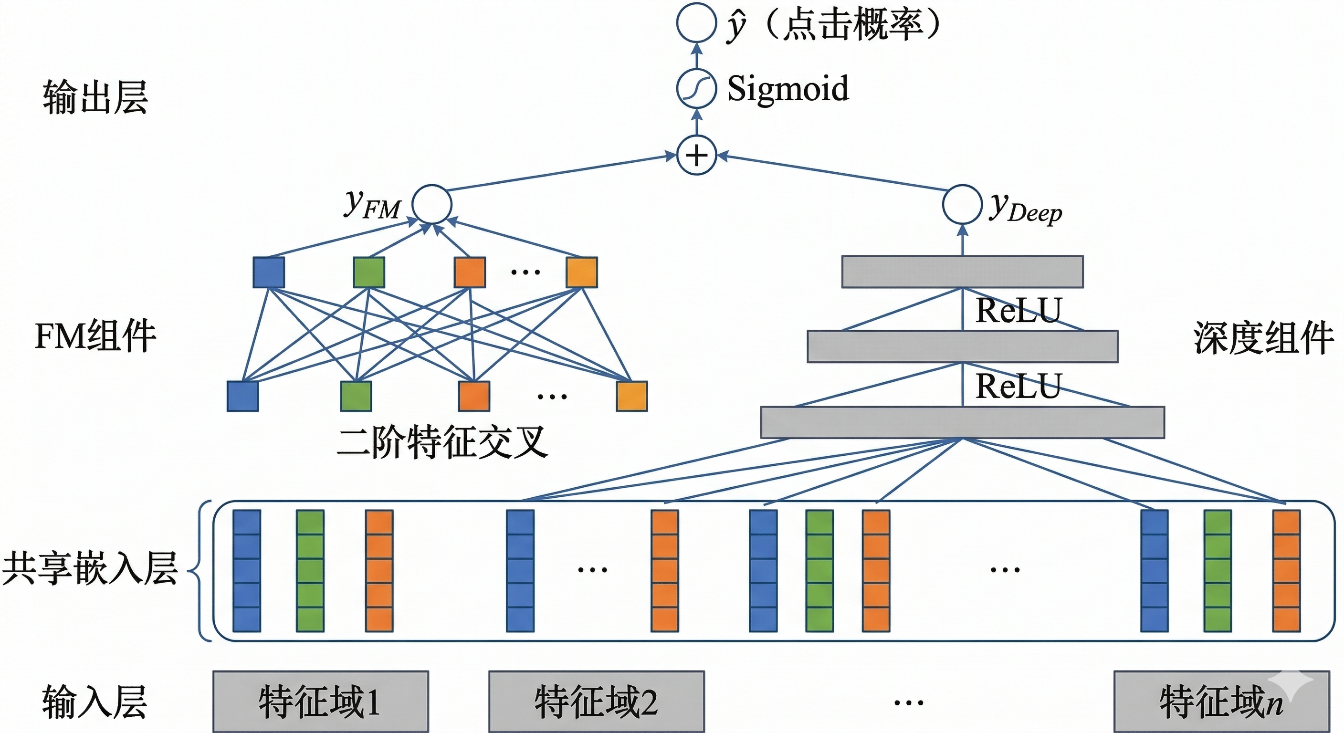 ŷ（点击概率）
输出层
Sigmoid
+
y_FM
y_Deep
...
FM组件
ReLU
深度组件
ReLU
...
二阶特征交叉
共享嵌入层
...
...
输入层
特征域1
特征域2
...
特征域n